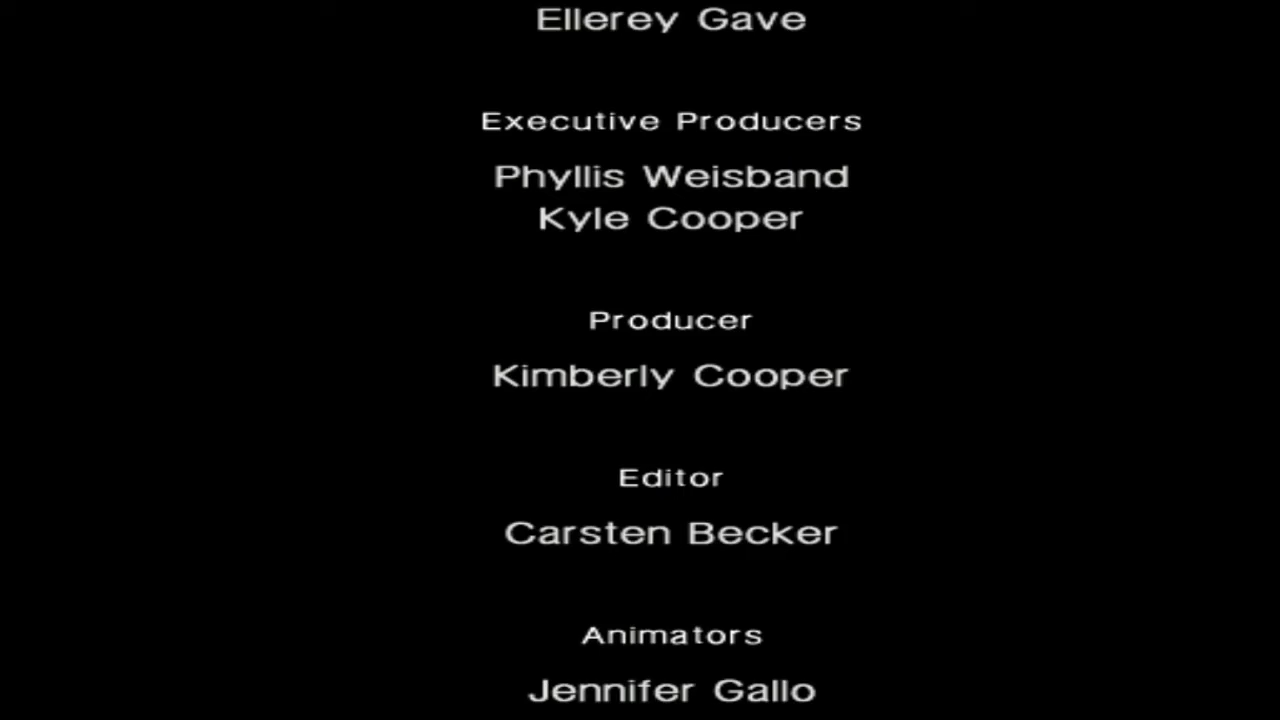 Ellerey Gave
Executive Producers
Phyllis Weisband
Kyle Cooper
Producer
Kimberly Cooper
Editor
Carsten Becker
Animators
Jennifer Gallo